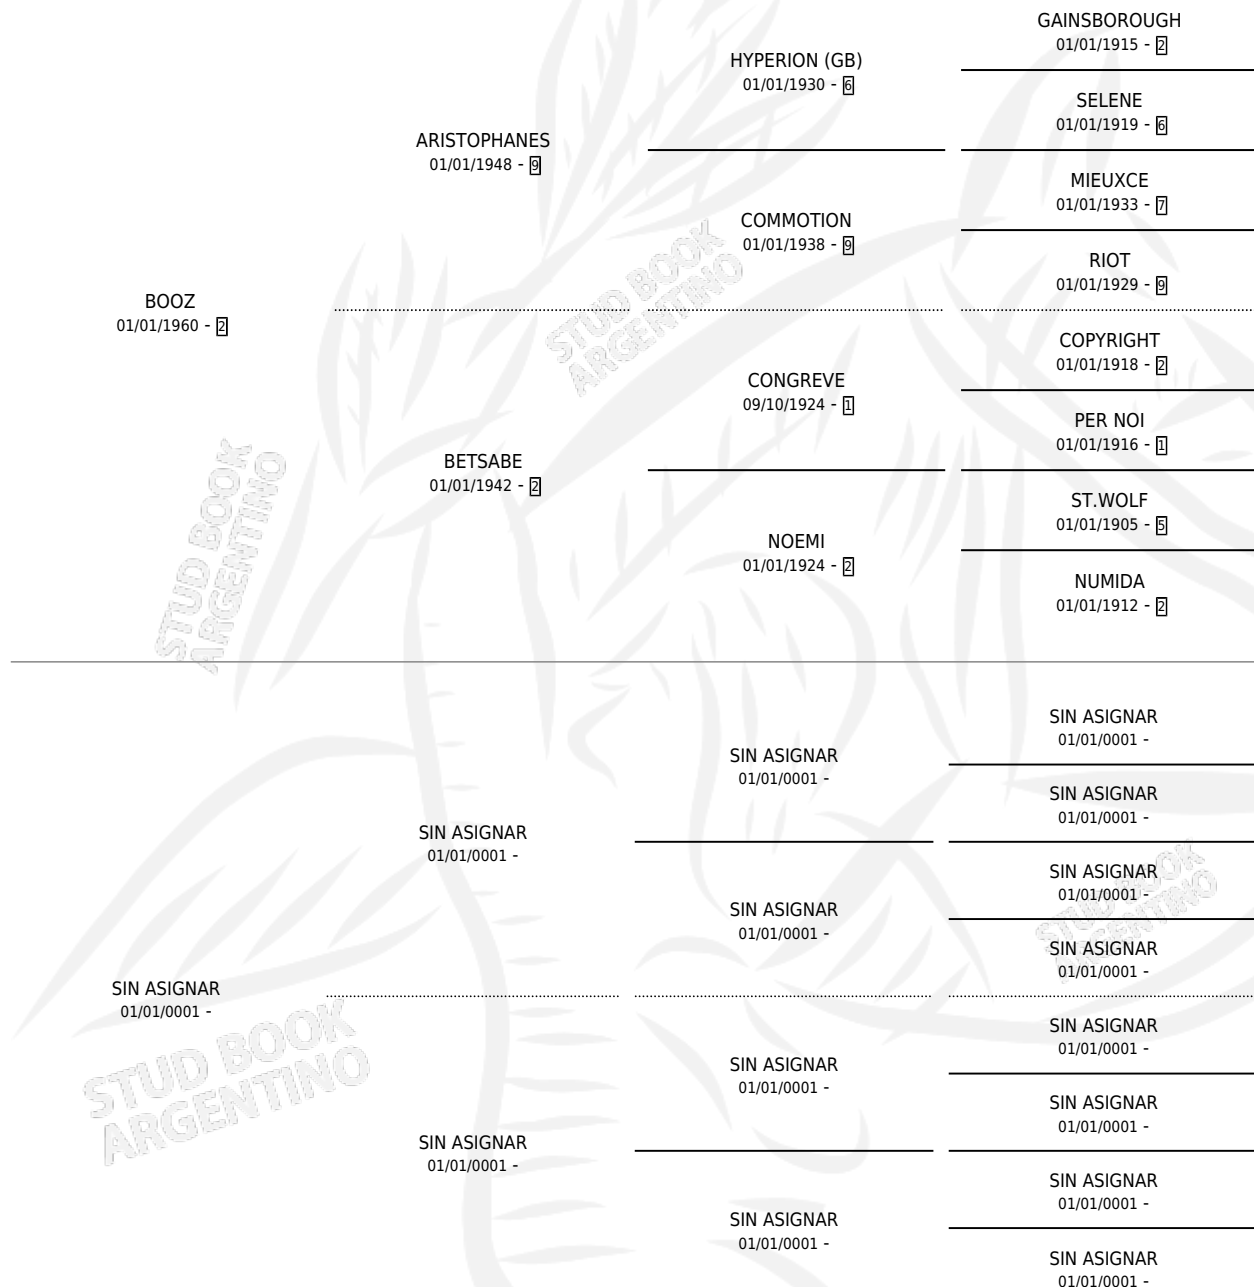 GAINSBOROUGH
01/01/1915 - 2
HYPERION (GB)
01/01/1930 - 6
SELENE
01/01/1919 - 6
ARISTOPHANES
01/01/1948 - 9
MIEUXCE
01/01/1933 - 7
COMMOTION
01/01/1938 - 9
RIOT
01/01/1929 - 9
BOOZ
01/01/1960 - 2
COPYRIGHT
01/01/1918 - 2
CONGREVE
09/10/1924 - 1
PER NOI
01/01/1916 - 1
BETSABE
01/01/1942 - 2
ST.WOLF
01/01/1905 - 5
NOEMI
01/01/1924 - 2
NUMIDA
01/01/1912 - 2
STUD BOOK
ARGENTINO
STUD BOOK
ARGENTINO
SIN ASIGNAR
01/01/0001 -
SIN ASIGNAR
01/01/0001 -
SIN ASIGNAR
01/01/0001 -
SIN ASIGNAR
01/01/0001 -
SIN ASIGNAR
01/01/0001 -
SIN ASIGNAR
01/01/0001 -
SIN ASIGNAR
01/01/0001 -
SIN ASIGNAR
01/01/0001 -
SIN ASIGNAR
01/01/0001 -
SIN ASIGNAR
01/01/0001 -
SIN ASIGNAR
01/01/0001 -
SIN ASIGNAR
01/01/0001 -
SIN ASIGNAR
01/01/0001 -
SIN ASIGNAR
01/01/0001 -
SIN ASIGNAR
01/01/0001 -
STUD BOOK
ARGENTINO
STUD BOOK
ARGENTINO